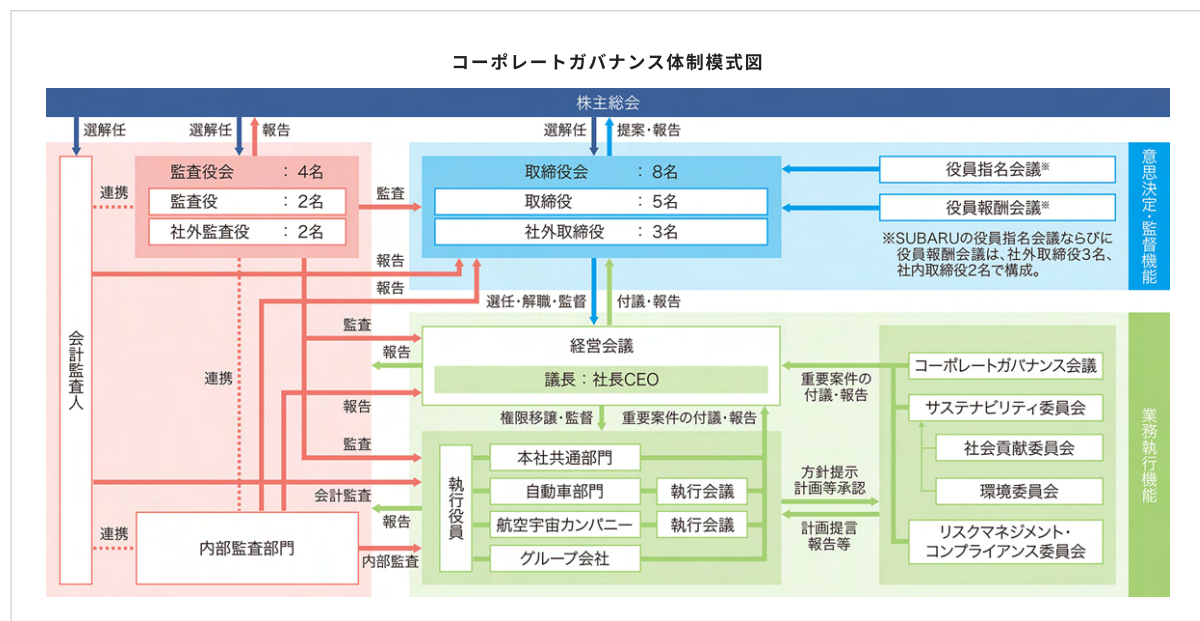 コーポレートガバナンス体制模式図
株主総会
選解任
選解任
報告
選解任
提案・報告
監査役会 : 4名
監査役 : 2名
社外監査役 : 2名
連携
監査
取締役会 : 8名
取締役 : 5名
社外取締役 : 3名
役員指名会議※
役員報酬会議※
※SUBARUの役員指名会議ならびに
役員報酬会議は、社外取締役3名、
社内取締役2名で構成。
意思決定・監督機能
報告
報告
選任・解職・監督
付議・報告
会計監査人
監査
報告
連携
報告
経営会議
議長：社長CEO
重要案件の
付議・報告
コーポレートガバナンス会議
サステナビリティ委員会
社会貢献委員会
環境委員会
リスクマネジメント・
コンプライアンス委員会
業務執行機能
権限移譲・監督
重要案件の付議・報告
監査
会計監査
報告
執行役員
本社共通部門
自動車部門
執行会議
航空宇宙カンパニー
執行会議
グループ会社
方針提示
計画等承認
計画提言
報告等
連携
内部監査部門
内部監査